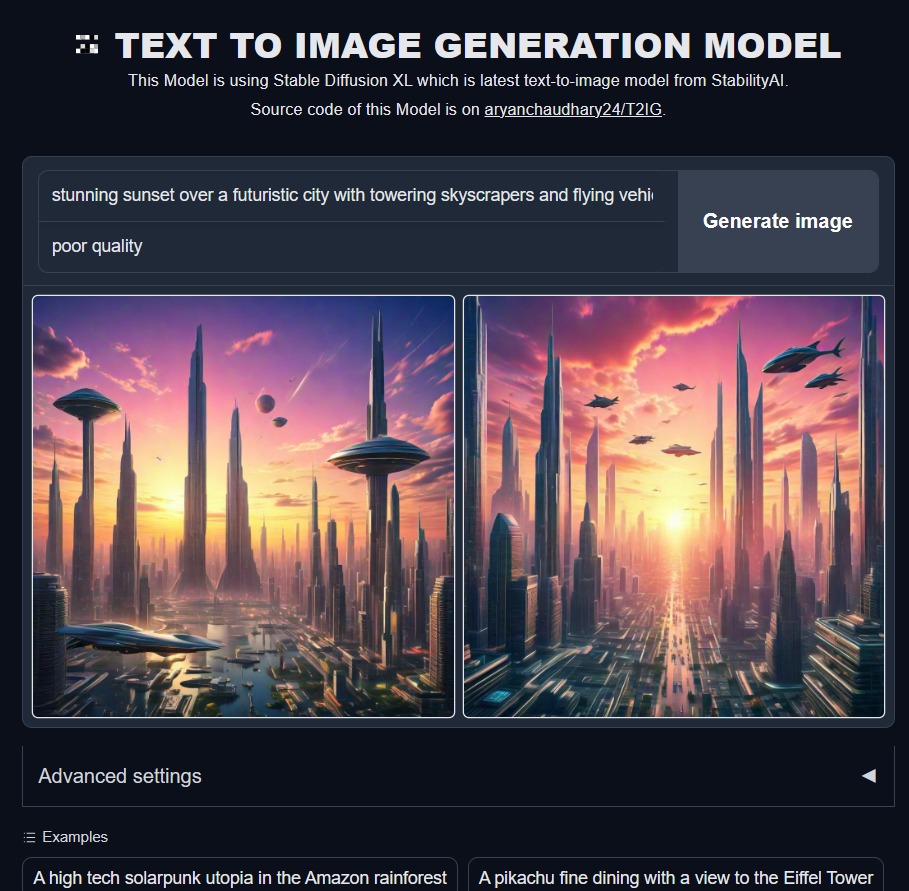 TEXT TO IMAGE GENERATION MODEL
This Model is using Stable Diffusion XL which is latest text-to-image model from StabilityAI.
Source code of this Model is on aryanchaudhary24/T2IG.
stunning sunset over a futuristic city with towering skyscrapers and flying vehic
poor quality
Generate image
Advanced settings
Examples
A high tech solarpunk utopia in the Amazon rainforest
A pikachu fine dining with a view to the Eiffel Tower